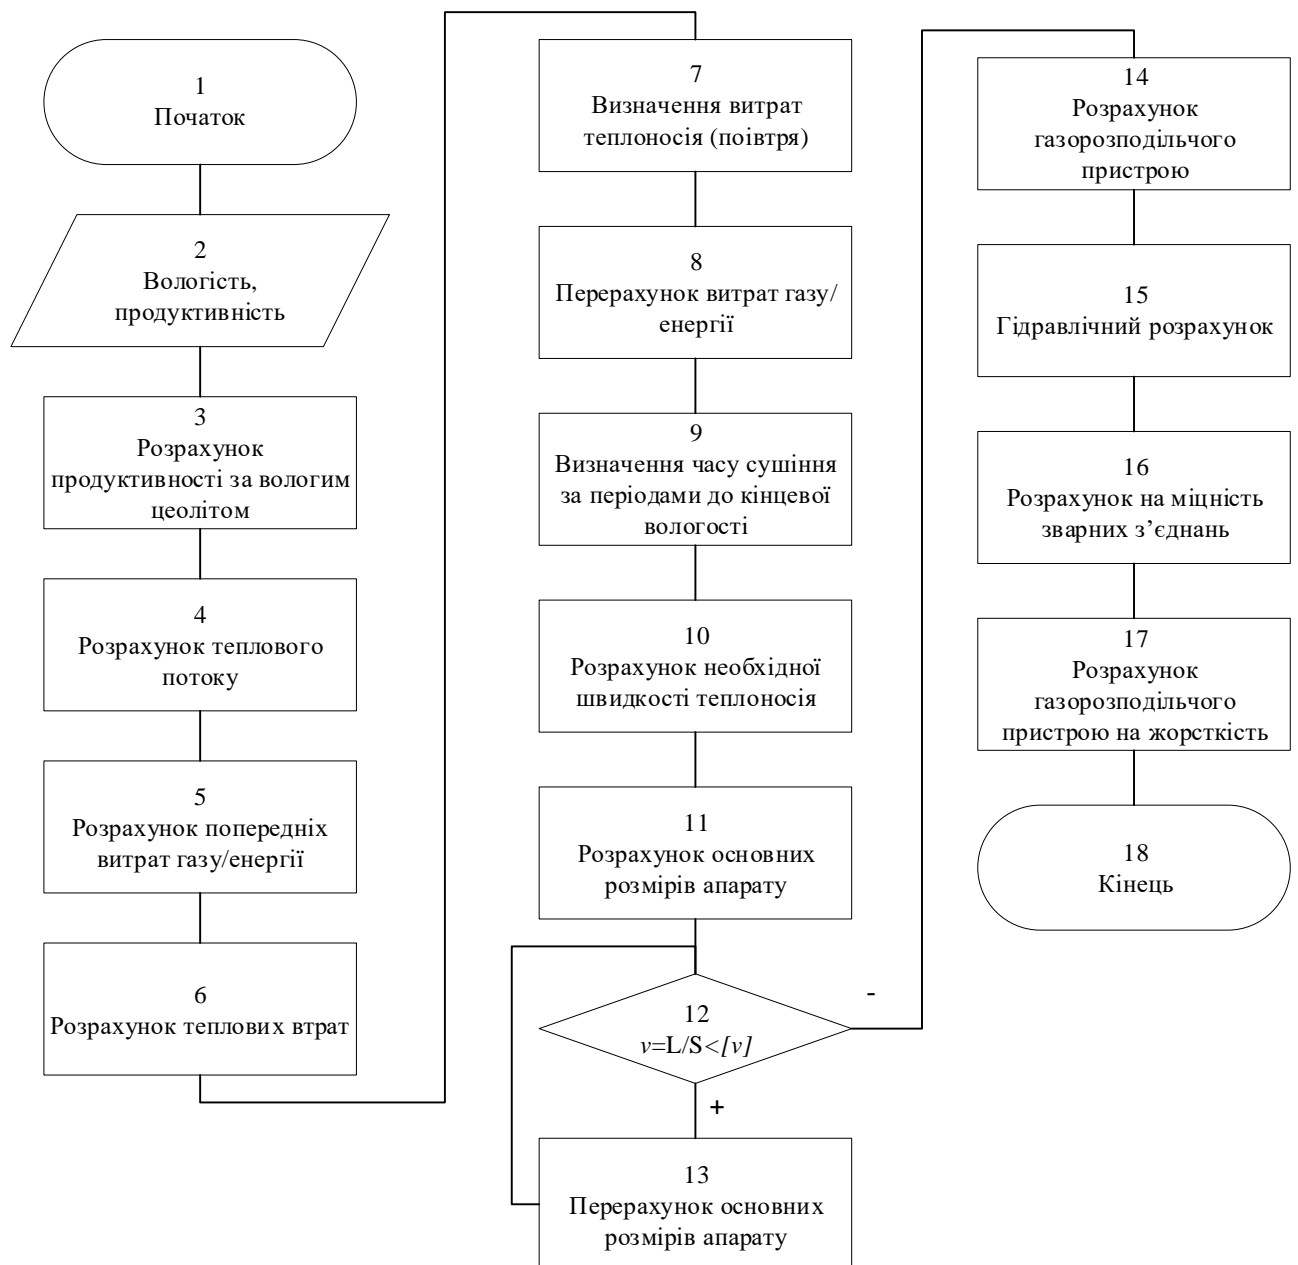 1
Початок
2
Вологість,
продуктивність
3
Розрахунок
продуктивності за вологим
цеолітом
4
Розрахунок теплового
потоку
5
Розрахунок попередніх
витрат газу/енергії
6
Розрахунок теплових втрат
7
Визначення витрат
теплоносія (поівтря)
8
Перерахунок витрат газу/
енергії
9
Визначення часу сушіння
за періодами до кінцевої
вологості
10
Розрахунок необхідної
швидкості теплоносія
11
Розрахунок основних
розмірів апарату
12
v=L/S<[v]
-
+
13
Перерахунок основних
розмірів апарату
14
Розрахунок
газорозподільчого
пристрою
15
Гідравлічний розрахунок
16
Розрахунок на міцність
зварних з’єднань
17
Розрахунок
газорозподільчого
пристрою на жорсткість
18
Кінець